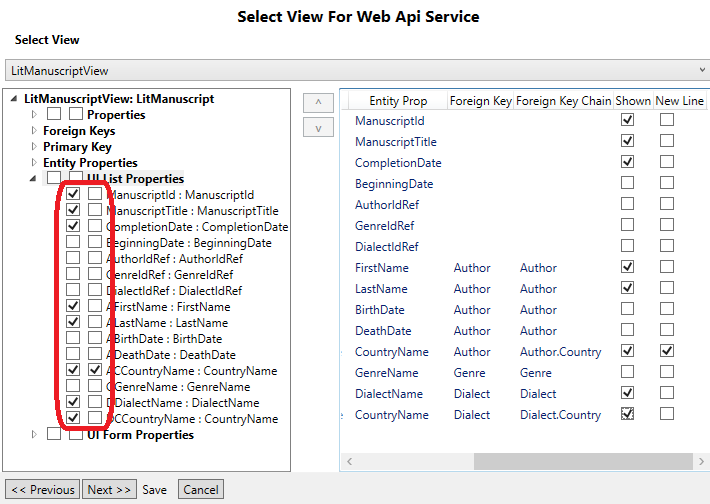 Select View For Web Api Service
Select View
LitManuscriptView
LitManuscriptView: LitManuscript
Properties
Foreign Keys
Primary Key
Entity Properties
UI List Properties
ManuscriptId : ManuscriptId
ManuscriptTitle : ManuscriptTitle
CompletionDate : CompletionDate
BeginningDate : BeginningDate
AuthorIdRef : AuthorIdRef
GenreIdRef : GenreIdRef
DialectIdRef : DialectIdRef
AFirstName : FirstName
ALastName : LastName
ABirthDate : BirthDate
ADeathDate : DeathDate
ACCountryName : CountryName
GGenreName : GenreName
DDialectName : DialectName
DCCountryName : CountryName
UI Form Properties
Entity Prop Foreign Key Foreign Key Chain Shown New Line
ManuscriptId
ManuscriptTitle
CompletionDate
BeginningDate
AuthorIdRef
GenreIdRef
DialectIdRef
FirstName Author Author
LastName Author Author
BirthDate Author Author
DeathDate Author Author
CountryName Author Author.Country
GenreName Genre Genre
DialectName Dialect Dialect
CountryName Dialect Dialect.Country
<< Previous Next >> Save Cancel